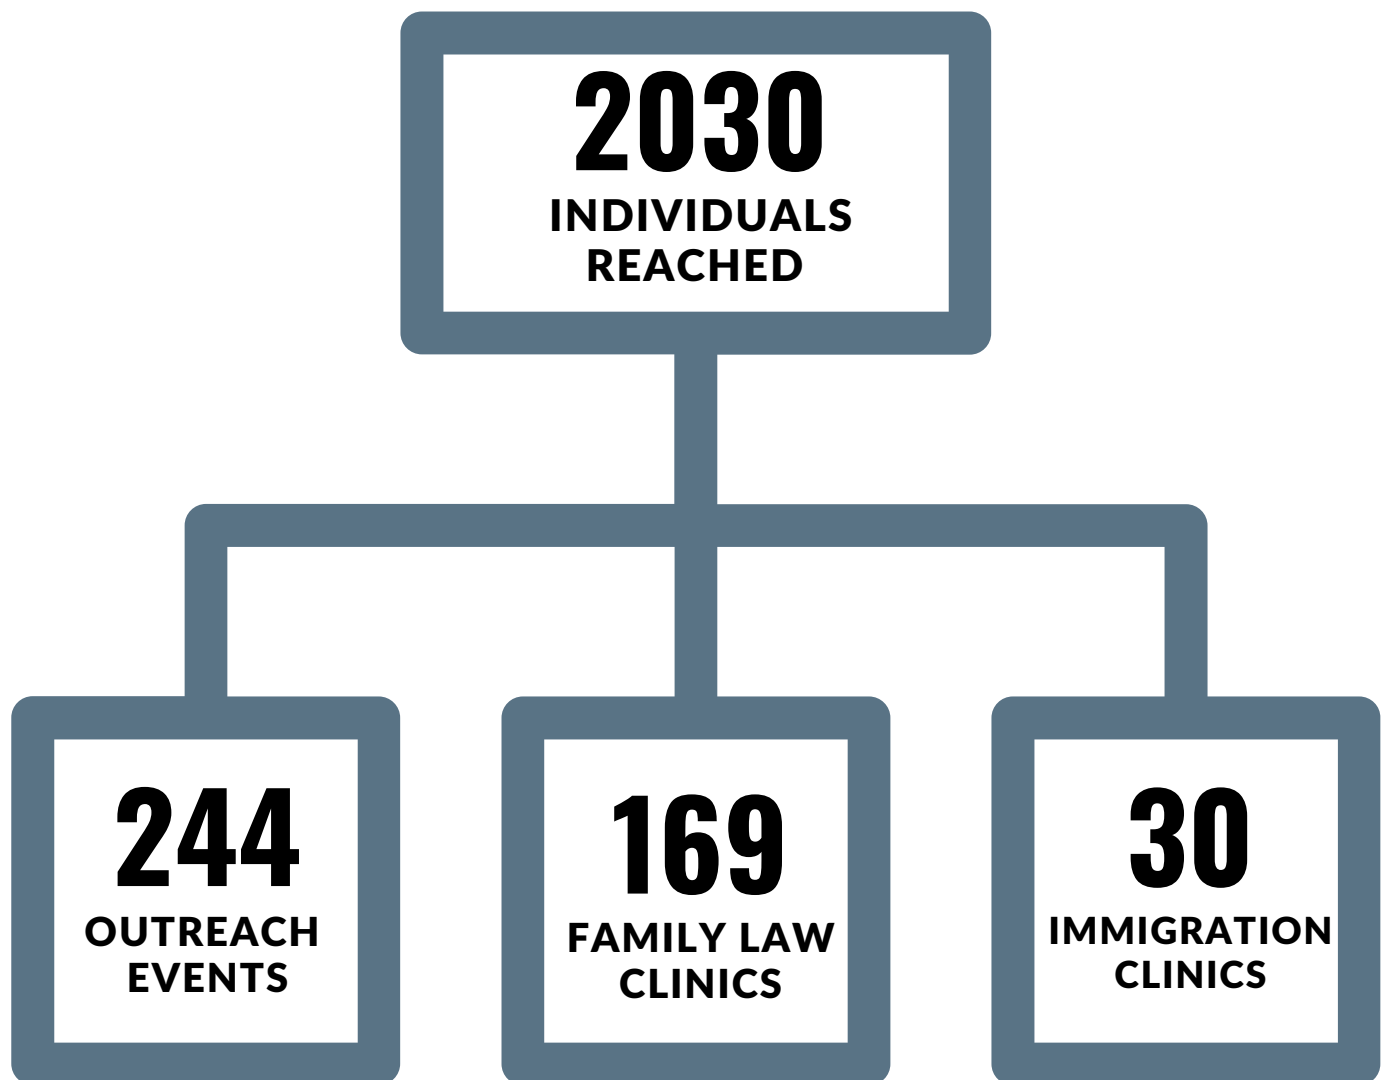 2030
INDIVIDUALS
REACHED
244
OUTREACH
EVENTS
169
FAMILY LAW
CLINICS
30
IMMIGRATION
CLINICS